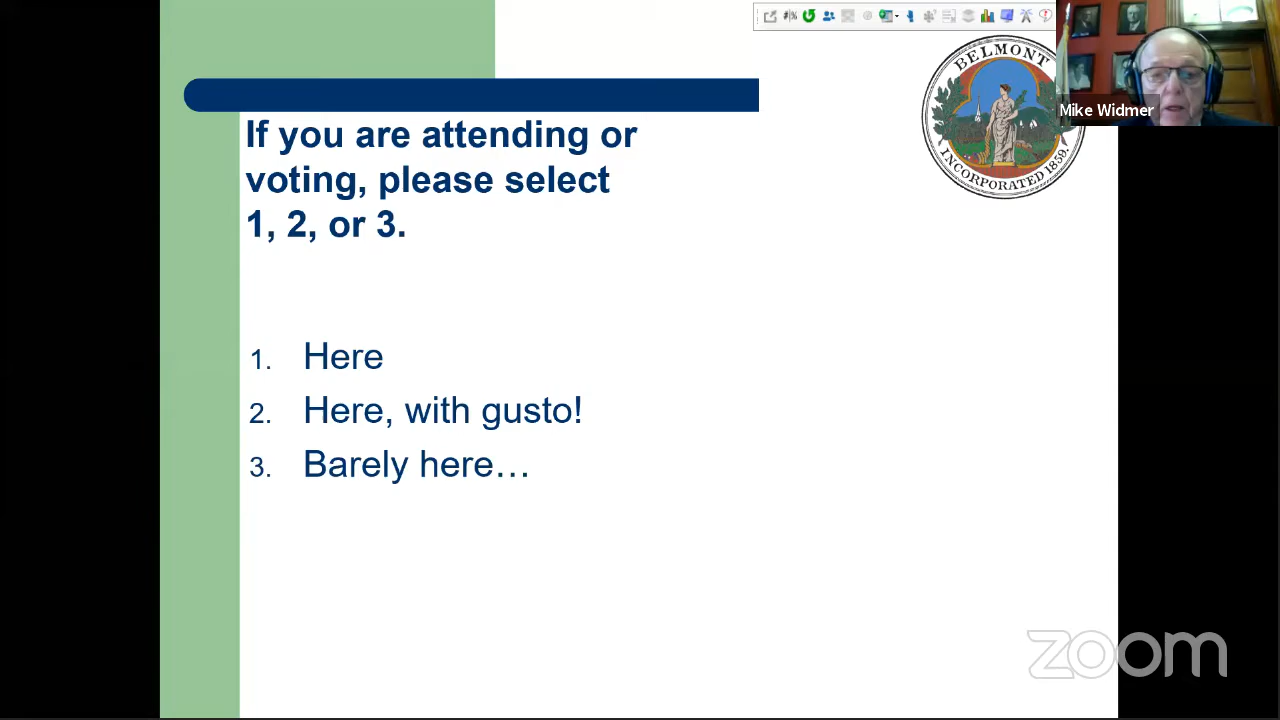 #|%
BELMONT
INCORPORATED 1859.
Mike Widmer
If you are attending or
voting, please select
1, 2, or 3.
1. Here
2. Here, with gusto!
3. Barely here…
zoom